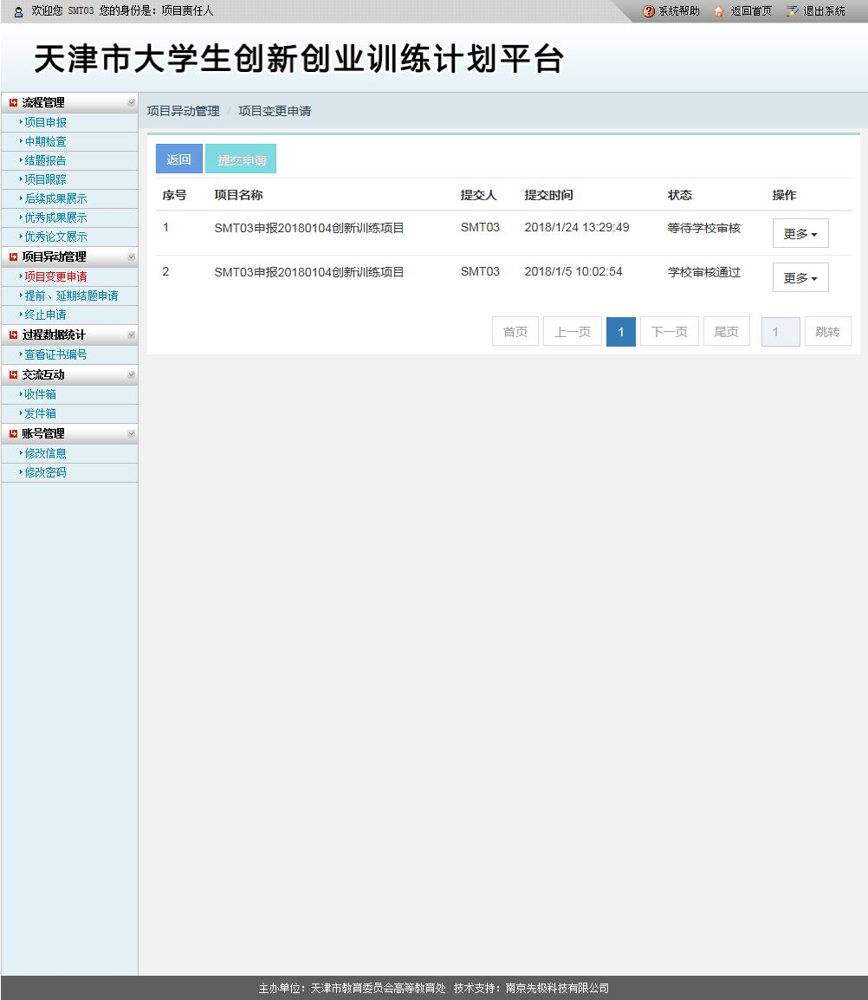 欢迎您 SMT03 您的身份是：项目责任人
系统帮助 返回首页 退出系统
天津市大学生创新创业训练计划平台
流程管理
项目申报
中期检查
结题报告
项目跟踪
后续成果展示
优秀成果展示
优秀论文展示
项目异动管理
项目变更申请
提前、延期结题申请
终止申请
过程数据统计
查看证书编号
交流互动
收件箱
发件箱
账号管理
修改信息
修改密码
项目异动管理 / 项目变更申请
返回 提交申请
序号 项目名称 提交人 提交时间 状态 操作
1 SMT03申报20180104创新训练项目 SMT03 2018/1/24 13:29:49 等待学校审核 更多
2 SMT03申报20180104创新训练项目 SMT03 2018/1/5 10:02:54 学校审核通过 更多
首页 上一页 1 下一页 尾页 1 跳转
主办单位：天津市教育委员会高等教育处 技术支持：南京先极科技有限公司